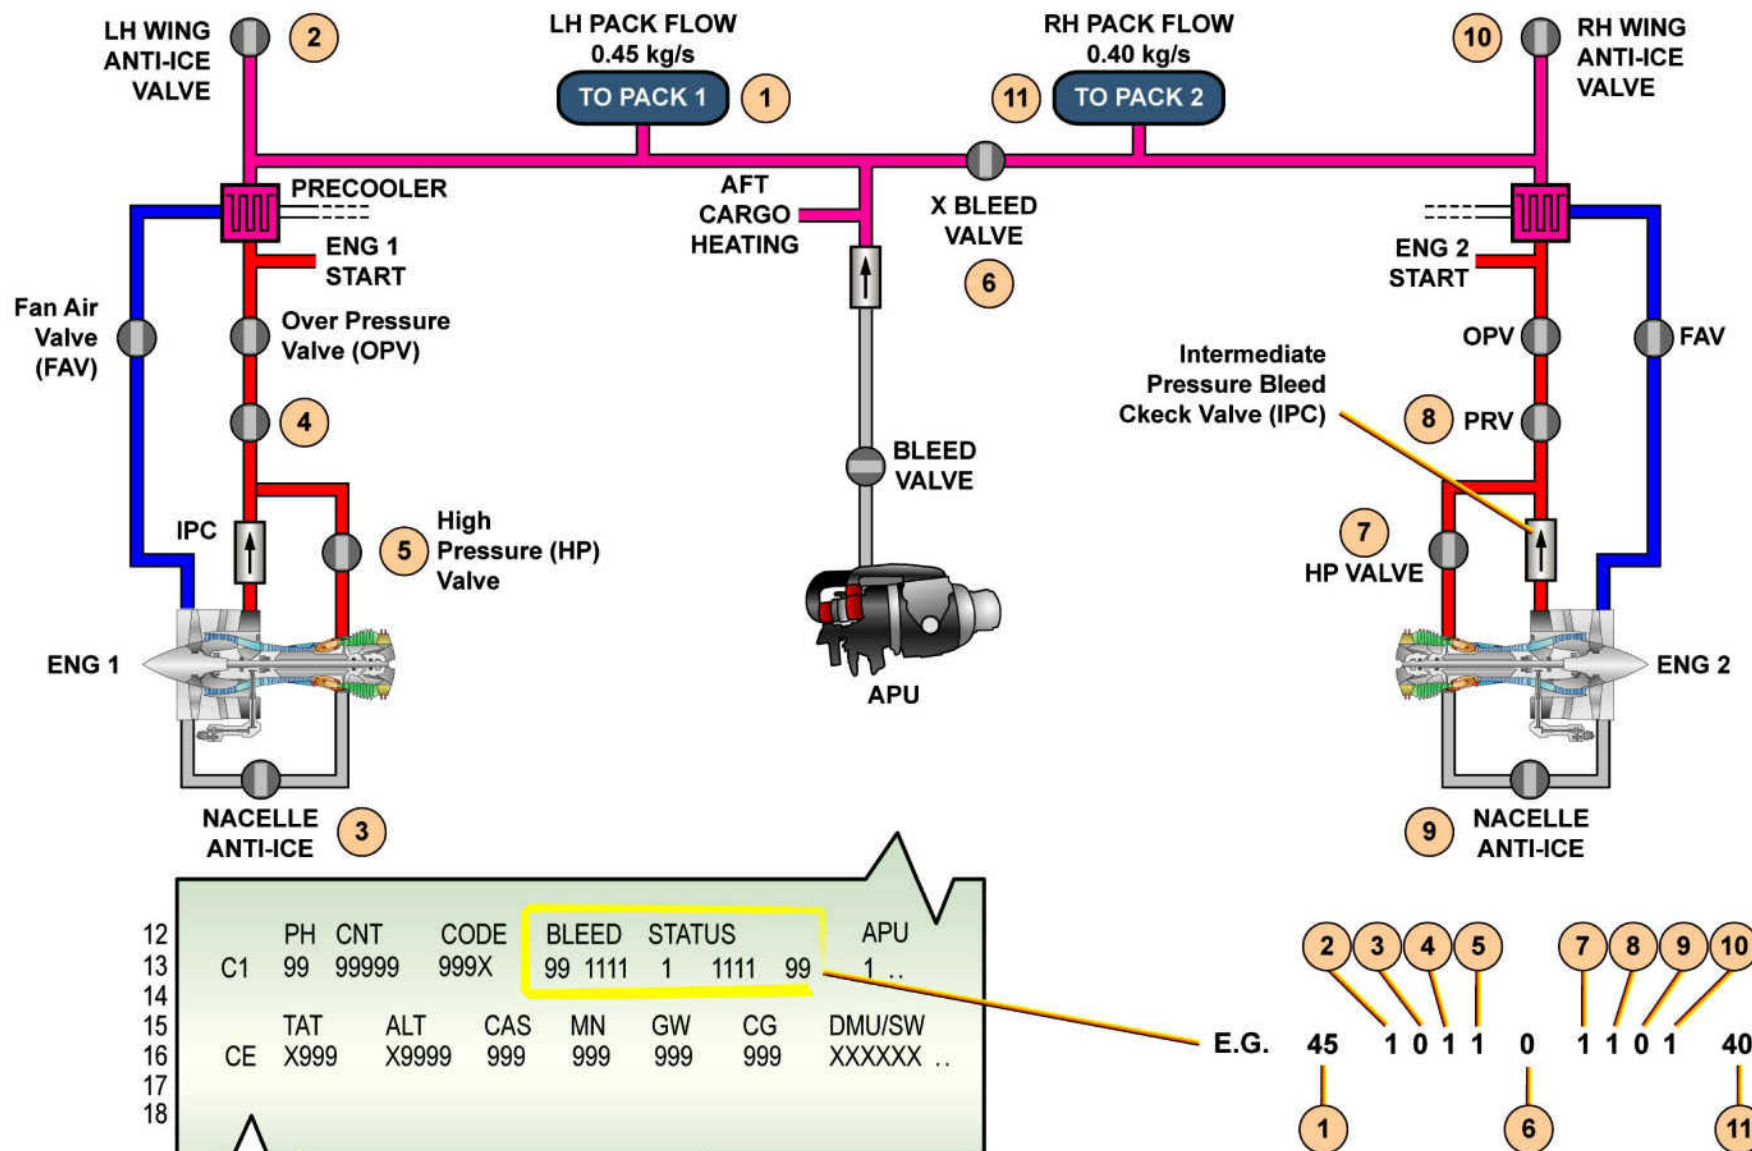 LH WING
ANTI-ICE
VALVE
2
LH PACK FLOW
0.45 kg/s
TO PACK 1
1
RH PACK FLOW
0.40 kg/s
11
TO PACK 2
10
RH WING
ANTI-ICE
VALVE
PRECOOLER
ENG 1
START
AFT
CARGO
HEATING
X BLEED
VALVE
6
ENG 2
START
Fan Air
Valve
(FAV)
Over Pressure
Valve (OPV)
4
Intermediate
Pressure Bleed
Ckeck Valve (IPC)
OPV
FAV
8
PRV
BLEED
VALVE
IPC
5
High
Pressure (HP)
Valve
7
HP VALVE
ENG 1
APU
ENG 2
NACELLE
ANTI-ICE
3
9
NACELLE
ANTI-ICE
12 PH CNT CODE BLEED STATUS APU
13 C1 99 99999 999X 99 1111 1 1111 99 1 ..
14
15 TAT ALT CAS MN GW CG DMU/SW
16 CE X999 X9999 999 999 999 999 XXXXXX ..
17
18
2 3 4 5 7 8 9 10
E.G. 45 1 0 1 1 0 1 1 0 1 40
1 6 11